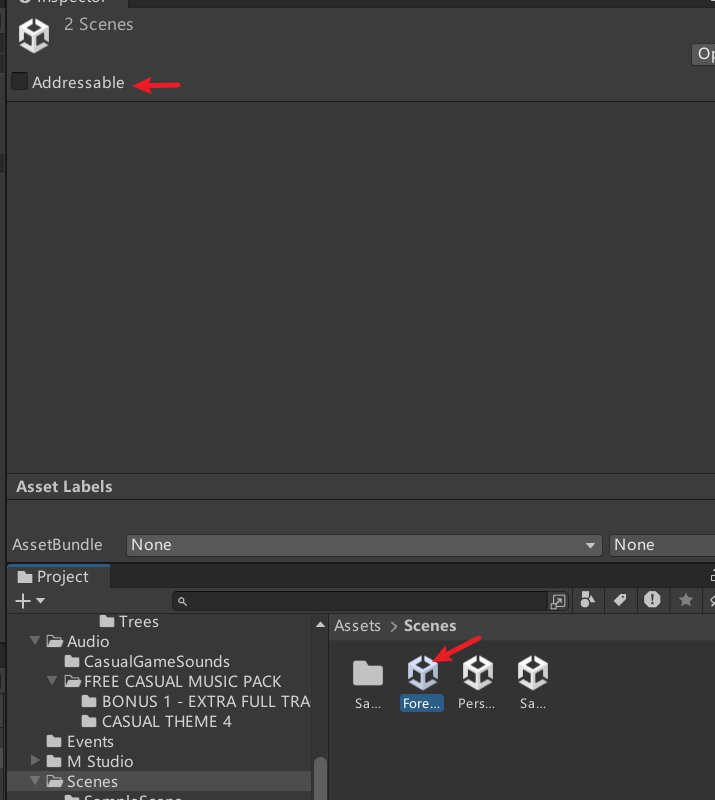 Inspector
2 Scenes
Op
Addressable
Asset Labels
AssetBundle None None
Project
Trees
Assets > Scenes
Audio
CasualGameSounds
FREE CASUAL MUSIC PACK
BONUS 1 - EXTRA FULL TRA
CASUAL THEME 4
Sa... Fore... Pers... Sa...
Events
M Studio
Scenes
SampleScene